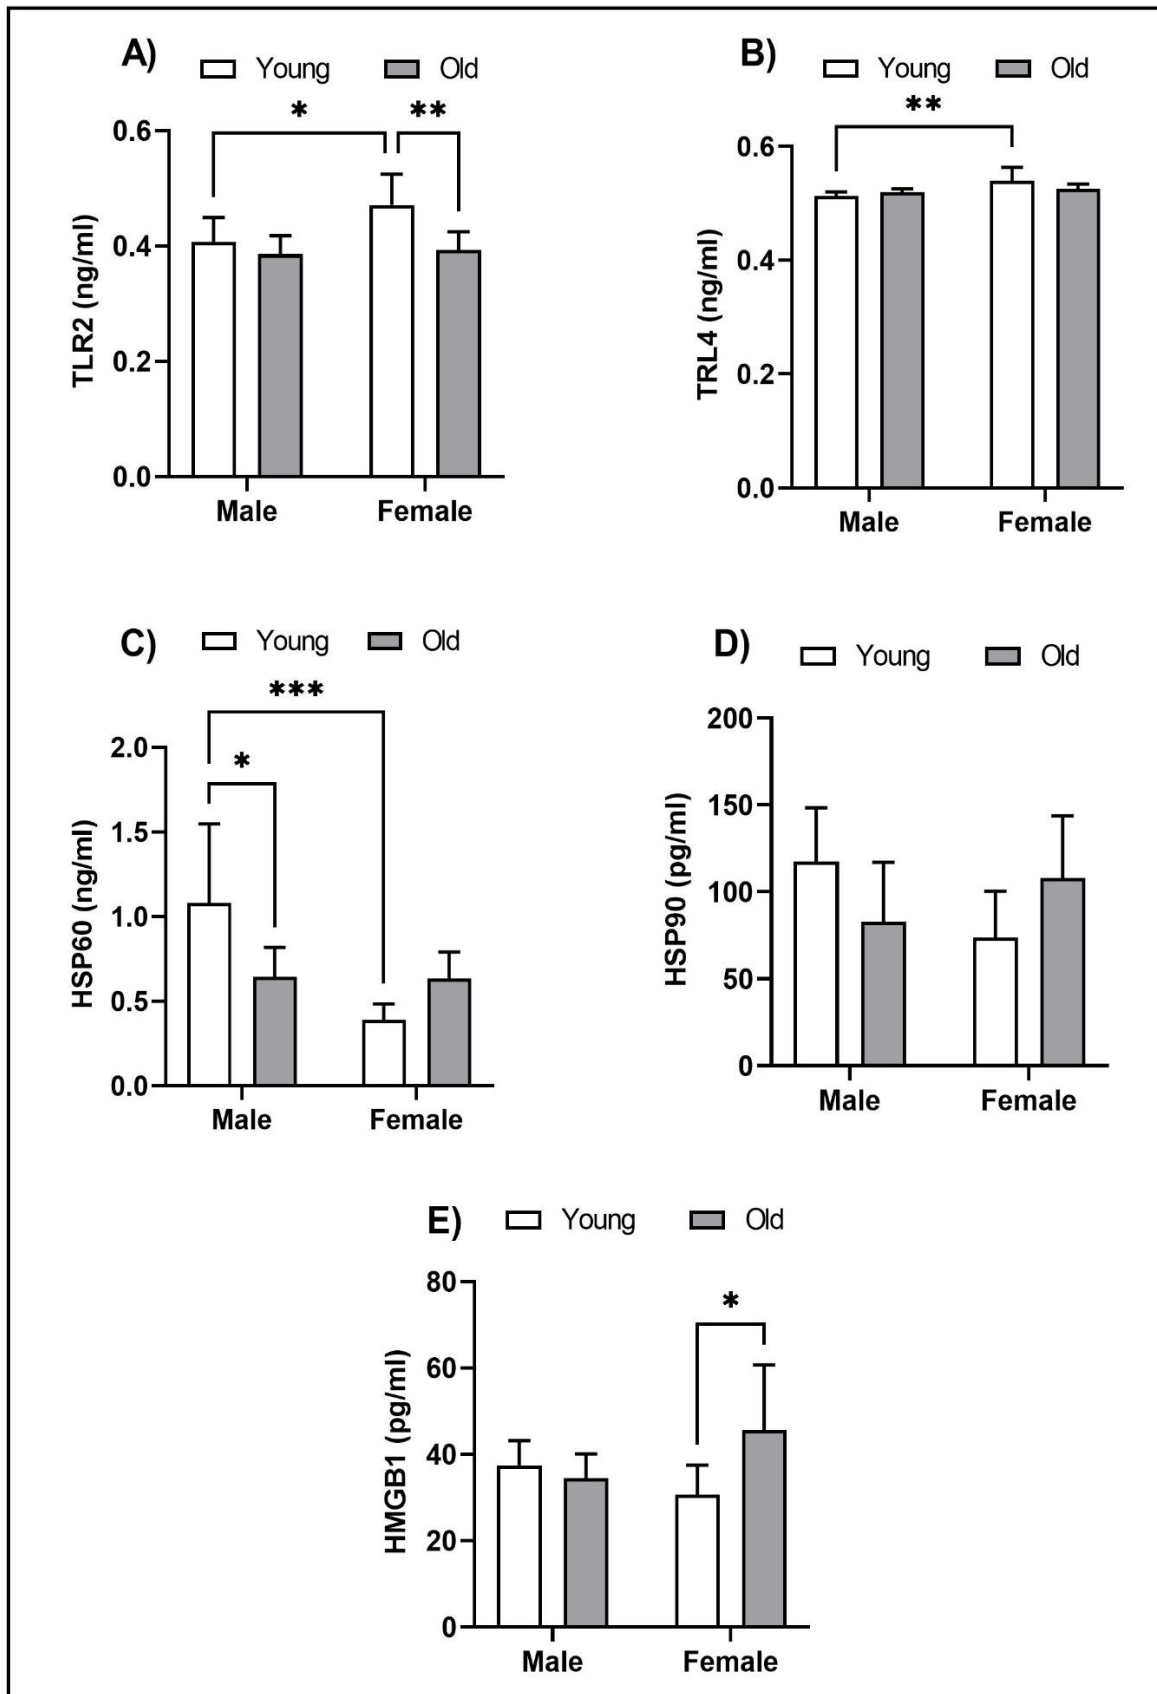 A)
Young Old
* **
0.6
0.4
0.2
0.0
TLR2 (ng/ml)
Male Female
B)
Young Old
**
0.6
0.4
0.2
0.0
TRL4 (ng/ml)
Male Female
C)
Young Old
***
*
2.0
1.5
1.0
0.5
0.0
HSP60 (ng/ml)
Male Female
D)
Young Old
200
150
100
50
0
HSP90 (pg/ml)
Male Female
E)
Young Old
*
80
60
40
20
0
HMGB1 (pg/ml)
Male Female